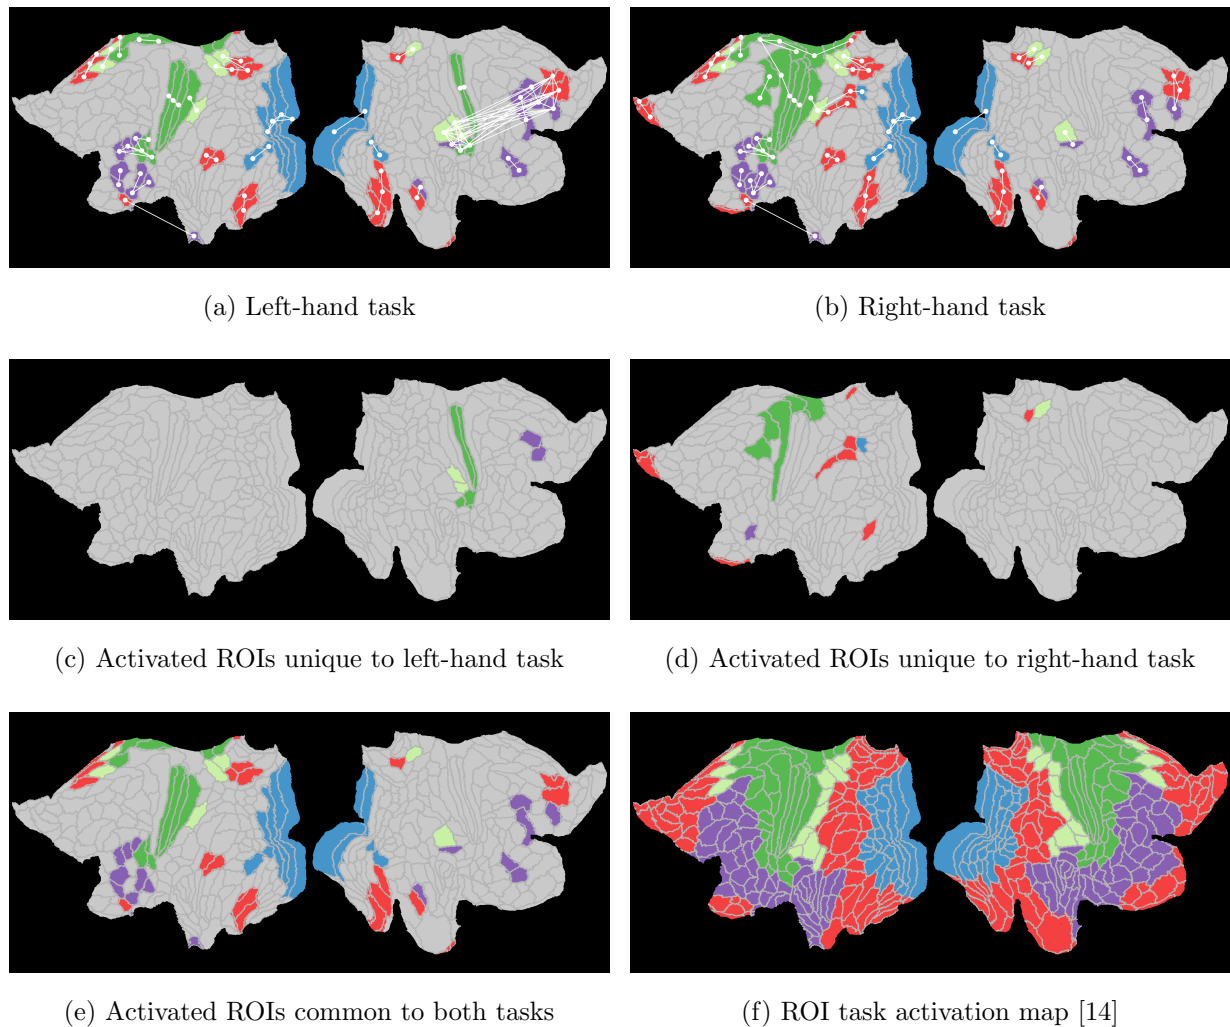 (a) Left-hand task
(b) Right-hand task
(c) Activated ROIs unique to left-hand task
(d) Activated ROIs unique to right-hand task
(e) Activated ROIs common to both tasks
(f) ROI task activation map [14]